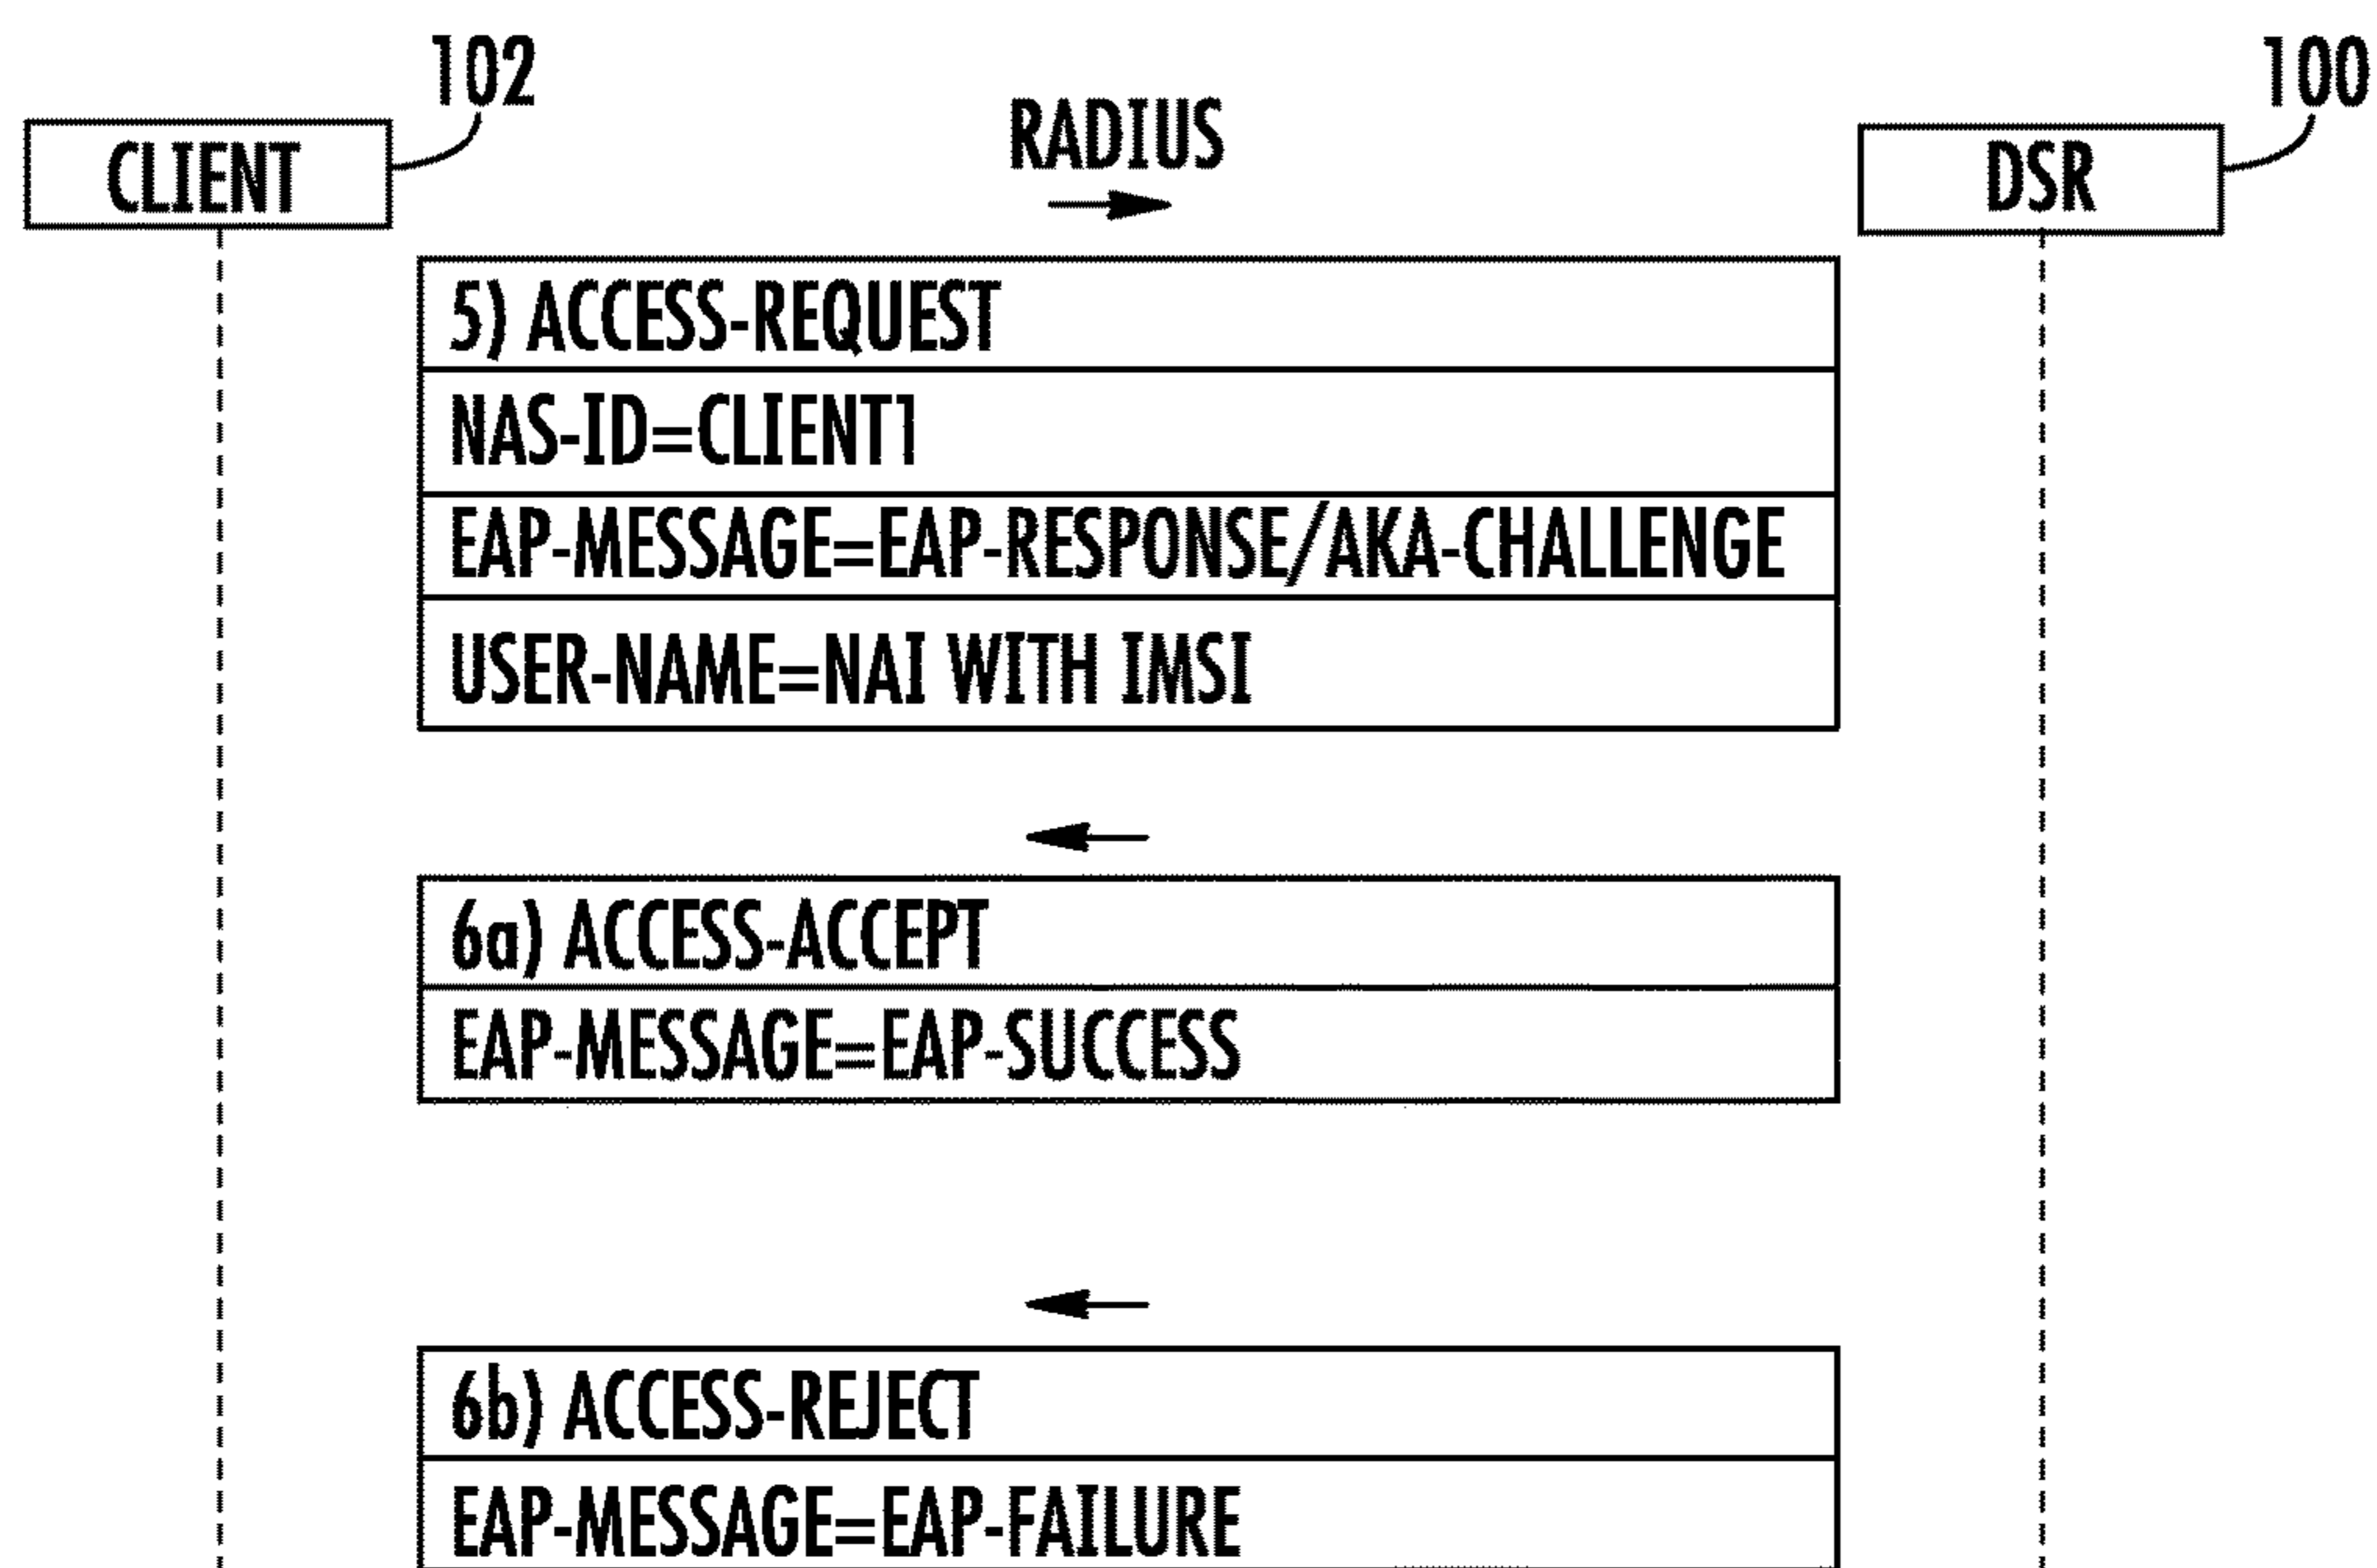 102
100
CLIENT
RADIUS
DSR
5) ACCESS-REQUEST
NAS-ID=CLIENT1
EAP-MESSAGE=EAP-RESPONSE/AKA-CHALLENGE
USER-NAME=NAI WITH IMSI
6a) ACCESS-ACCEPT
EAP-MESSAGE=EAP-SUCCESS
6b) ACCESS-REJECT
EAP-MESSAGE=EAP-FAILURE